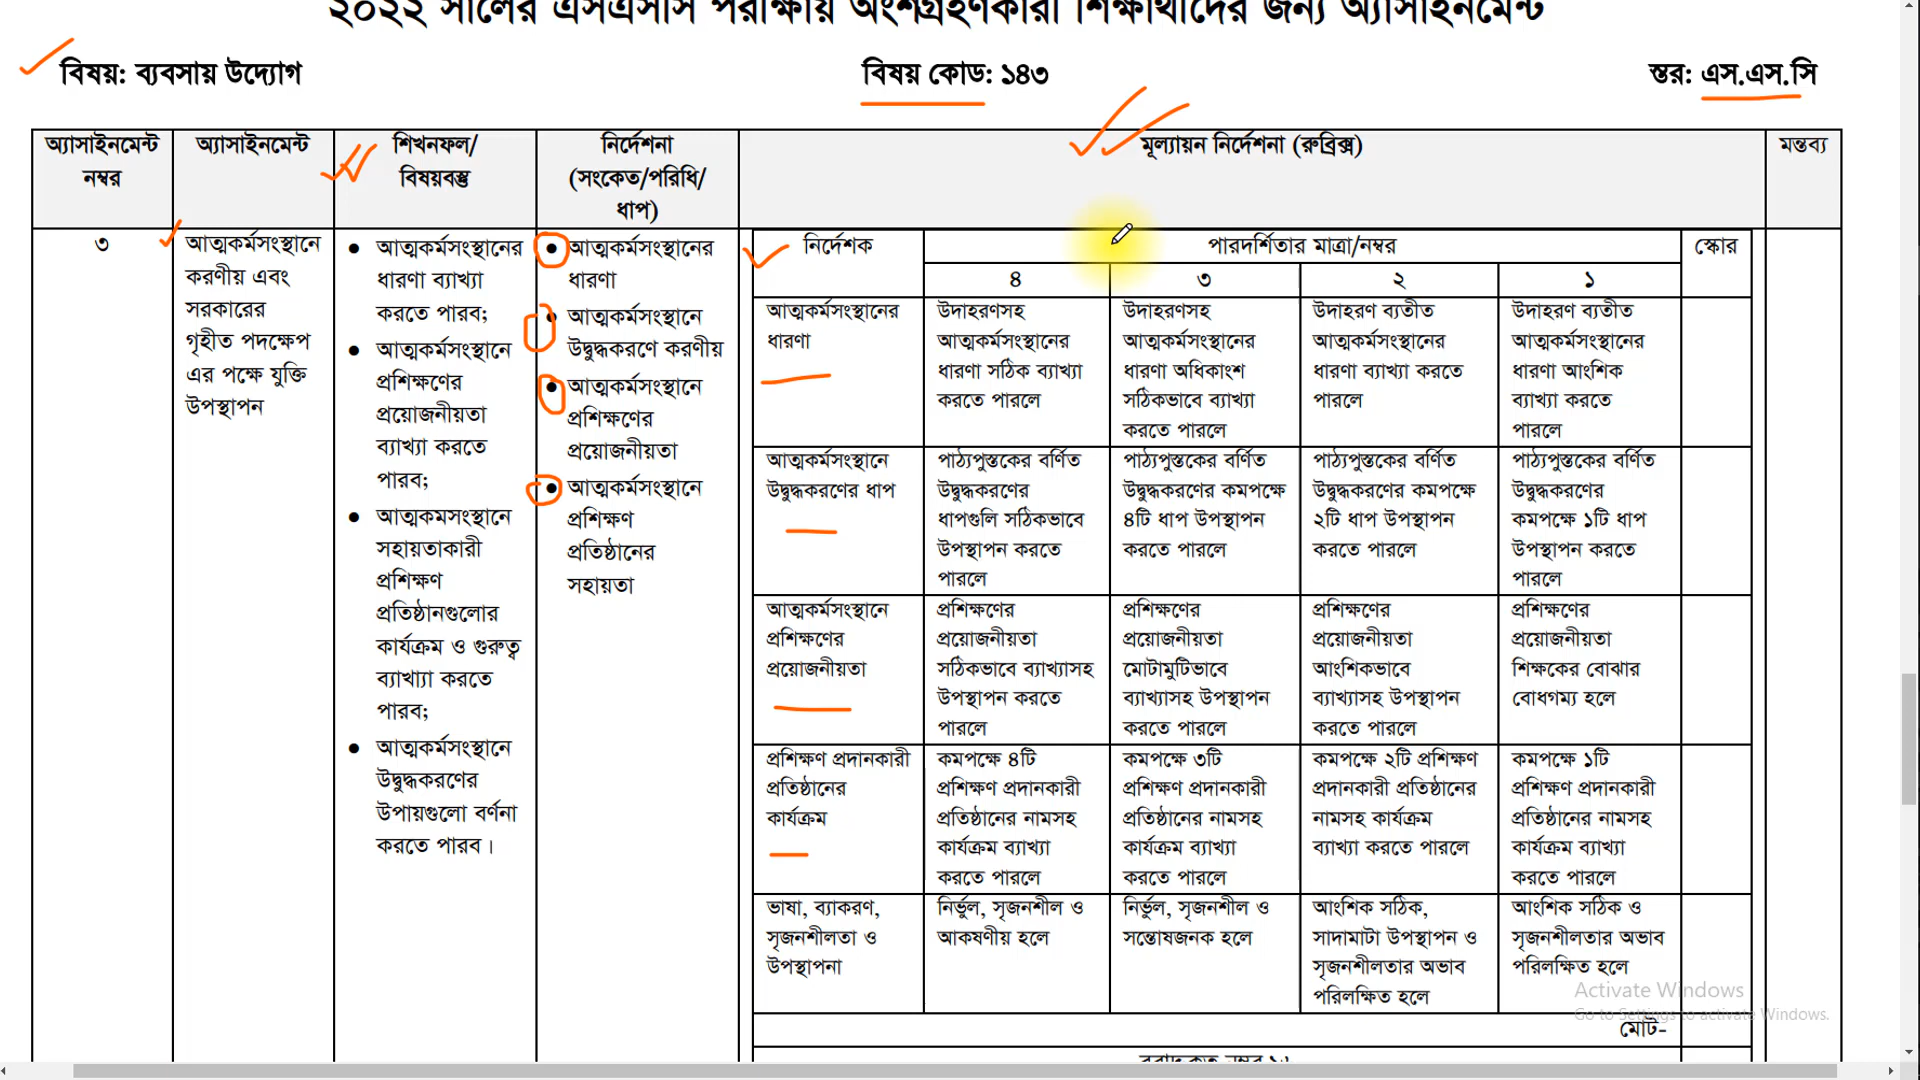 ২০২২ সালের এসএসসি পরীক্ষায় অংশগ্রহণকারী শিক্ষার্থীদের জন্য অ্যাসাইনমেন্ট
বিষয়: ব্যবসায় উদ্যোগ
বিষয় কোড: ১৪৩
স্তর: এস.এস.সি
অ্যাসাইনমেন্ট
নম্বর
অ্যাসাইনমেন্ট
শিখনফল/
বিষয়বস্তু
নির্দেশনা
(সংকেত/পরিধি/
ধাপ)
মূল্যায়ন নির্দেশনা (রুব্রিক্স)
মন্তব্য
৩
আত্মকর্মসংস্থানে
করণীয় এবং
সরকারের
গৃহীত পদক্ষেপ
এর পক্ষে যুক্তি
উপস্থাপন
● আত্মকর্মসংস্থানের
ধারণা ব্যাখ্যা
করতে পারব;
● আত্মকর্মসংস্থানে
প্রশিক্ষণের
প্রয়োজনীয়তা
ব্যাখ্যা করতে
পারব;
● আত্মকমসংস্থানে
সহায়তাকারী
প্রশিক্ষণ
প্রতিষ্ঠানগুলোর
কার্যক্রম ও গুরুত্ব
ব্যাখ্যা করতে
পারব;
● আত্মকর্মসংস্থানে
উদ্বুদ্ধকরণের
উপায়গুলো বর্ণনা
করতে পারব।
● আত্মকর্মসংস্থানের
ধারণা
● আত্মকর্মসংস্থানে
উদ্বুদ্ধকরণে করণীয়
● আত্মকর্মসংস্থানে
প্রশিক্ষণের
প্রয়োজনীয়তা
● আত্মকর্মসংস্থানে
প্রশিক্ষণ
প্রতিষ্ঠানের
সহায়তা
নির্দেশক
পারদর্শিতার মাত্রা/নম্বর
স্কোর
৪
৩
২
১
আত্মকর্মসংস্থানের
ধারণা
উদাহরণসহ
আত্মকর্মসংস্থানের
ধারণা সঠিক ব্যাখ্যা
করতে পারলে
উদাহরণসহ
আত্মকর্মসংস্থানের
ধারণা অধিকাংশ
সঠিকভাবে ব্যাখ্যা
করতে পারলে
উদাহরণ ব্যতীত
আত্মকর্মসংস্থানের
ধারণা ব্যাখ্যা করতে
পারলে
উদাহরণ ব্যতীত
আত্মকর্মসংস্থানের
ধারণা আংশিক
ব্যাখ্যা করতে
পারলে
আত্মকর্মসংস্থানে
উদ্বুদ্ধকরণের ধাপ
পাঠ্যপুস্তকের বর্ণিত
উদ্বুদ্ধকরণের
ধাপগুলি সঠিকভাবে
উপস্থাপন করতে
পারলে
পাঠ্যপুস্তকের বর্ণিত
উদ্বুদ্ধকরণের কমপক্ষে
৪টি ধাপ উপস্থাপন
করতে পারলে
পাঠ্যপুস্তকের বর্ণিত
উদ্বুদ্ধকরণের কমপক্ষে
২টি ধাপ উপস্থাপন
করতে পারলে
পাঠ্যপুস্তকের বর্ণিত
উদ্বুদ্ধকরণের
কমপক্ষে ১টি ধাপ
উপস্থাপন করতে
পারলে
আত্মকর্মসংস্থানে
প্রশিক্ষণের
প্রয়োজনীয়তা
প্রশিক্ষণের
প্রয়োজনীয়তা
সঠিকভাবে ব্যাখ্যাসহ
উপস্থাপন করতে
পারলে
প্রশিক্ষণের
প্রয়োজনীয়তা
মোটামুটিভাবে
ব্যাখ্যাসহ উপস্থাপন
করতে পারলে
প্রশিক্ষণের
প্রয়োজনীয়তা
আংশিকভাবে
ব্যাখ্যাসহ উপস্থাপন
করতে পারলে
প্রশিক্ষণের
প্রয়োজনীয়তা
শিক্ষকের বোঝার
বোধগম্য হলে
প্রশিক্ষণ প্রদানকারী
প্রতিষ্ঠানের
কার্যক্রম
কমপক্ষে ৪টি
প্রশিক্ষণ প্রদানকারী
প্রতিষ্ঠানের নামসহ
কার্যক্রম ব্যাখ্যা
করতে পারলে
কমপক্ষে ৩টি
প্রশিক্ষণ প্রদানকারী
প্রতিষ্ঠানের নামসহ
কার্যক্রম ব্যাখ্যা
করতে পারলে
কমপক্ষে ২টি প্রশিক্ষণ
প্রদানকারী প্রতিষ্ঠানের
নামসহ কার্যক্রম
ব্যাখ্যা করতে পারলে
কমপক্ষে ১টি
প্রশিক্ষণ প্রদানকারী
প্রতিষ্ঠানের নামসহ
কার্যক্রম ব্যাখ্যা
করতে পারলে
ভাষা, ব্যাকরণ,
সৃজনশীলতা ও
উপস্থাপনা
নির্ভুল, সৃজনশীল ও
আকষণীয় হলে
নির্ভুল, সৃজনশীল ও
সন্তোষজনক হলে
আংশিক সঠিক,
সাদামাটা উপস্থাপন ও
সৃজনশীলতার অভাব
পরিলক্ষিত হলে
আংশিক সঠিক ও
সৃজনশীলতার অভাব
পরিলক্ষিত হলে
Activate Windows
Go to Settings to activate Windows.
মোট-